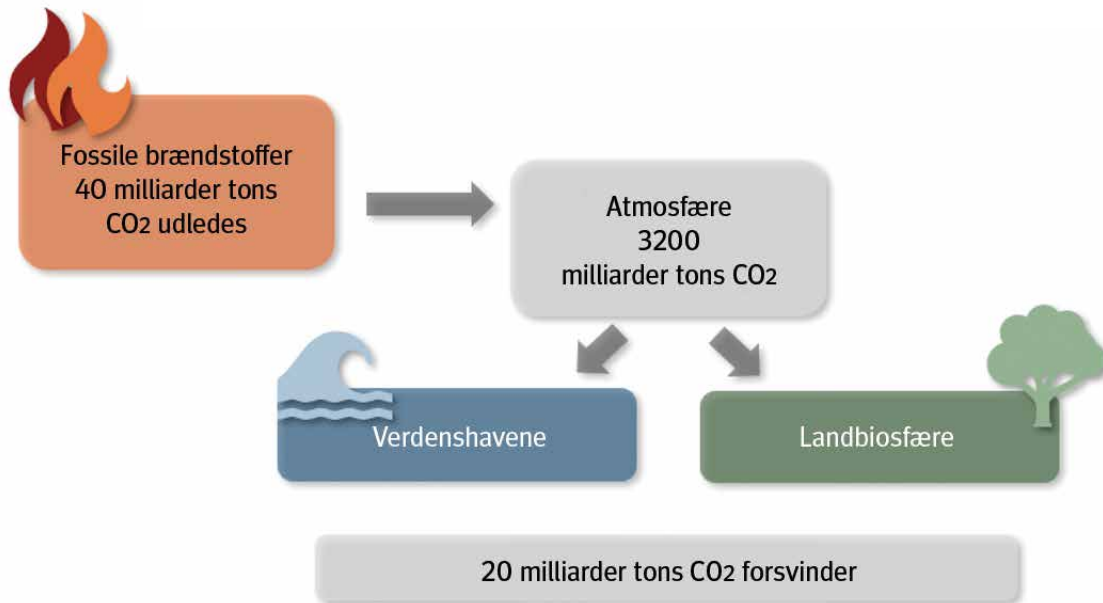 Fossile brændstoffer
40 milliarder tons
CO2 udledes
Atmosfære
3200
milliarder tons CO2
Verdenshavene
Landbiosfære
20 milliarder tons CO2 forsvinder